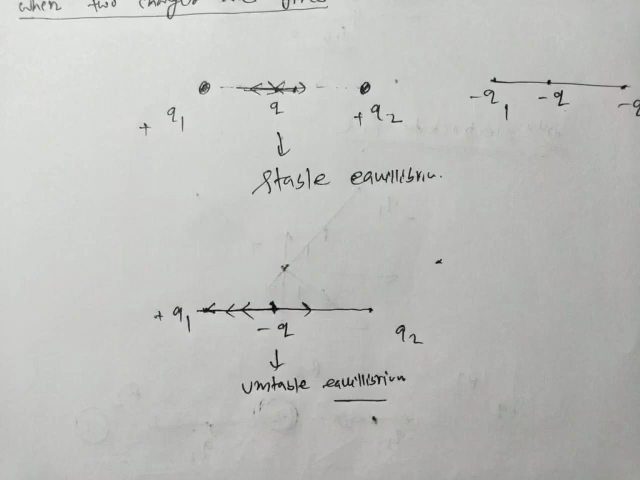 when two charges are
+ q1 q + q2
-q1 -q -q
Stable equillibriu.
+ q1 -q q2
Unstable equillibrium